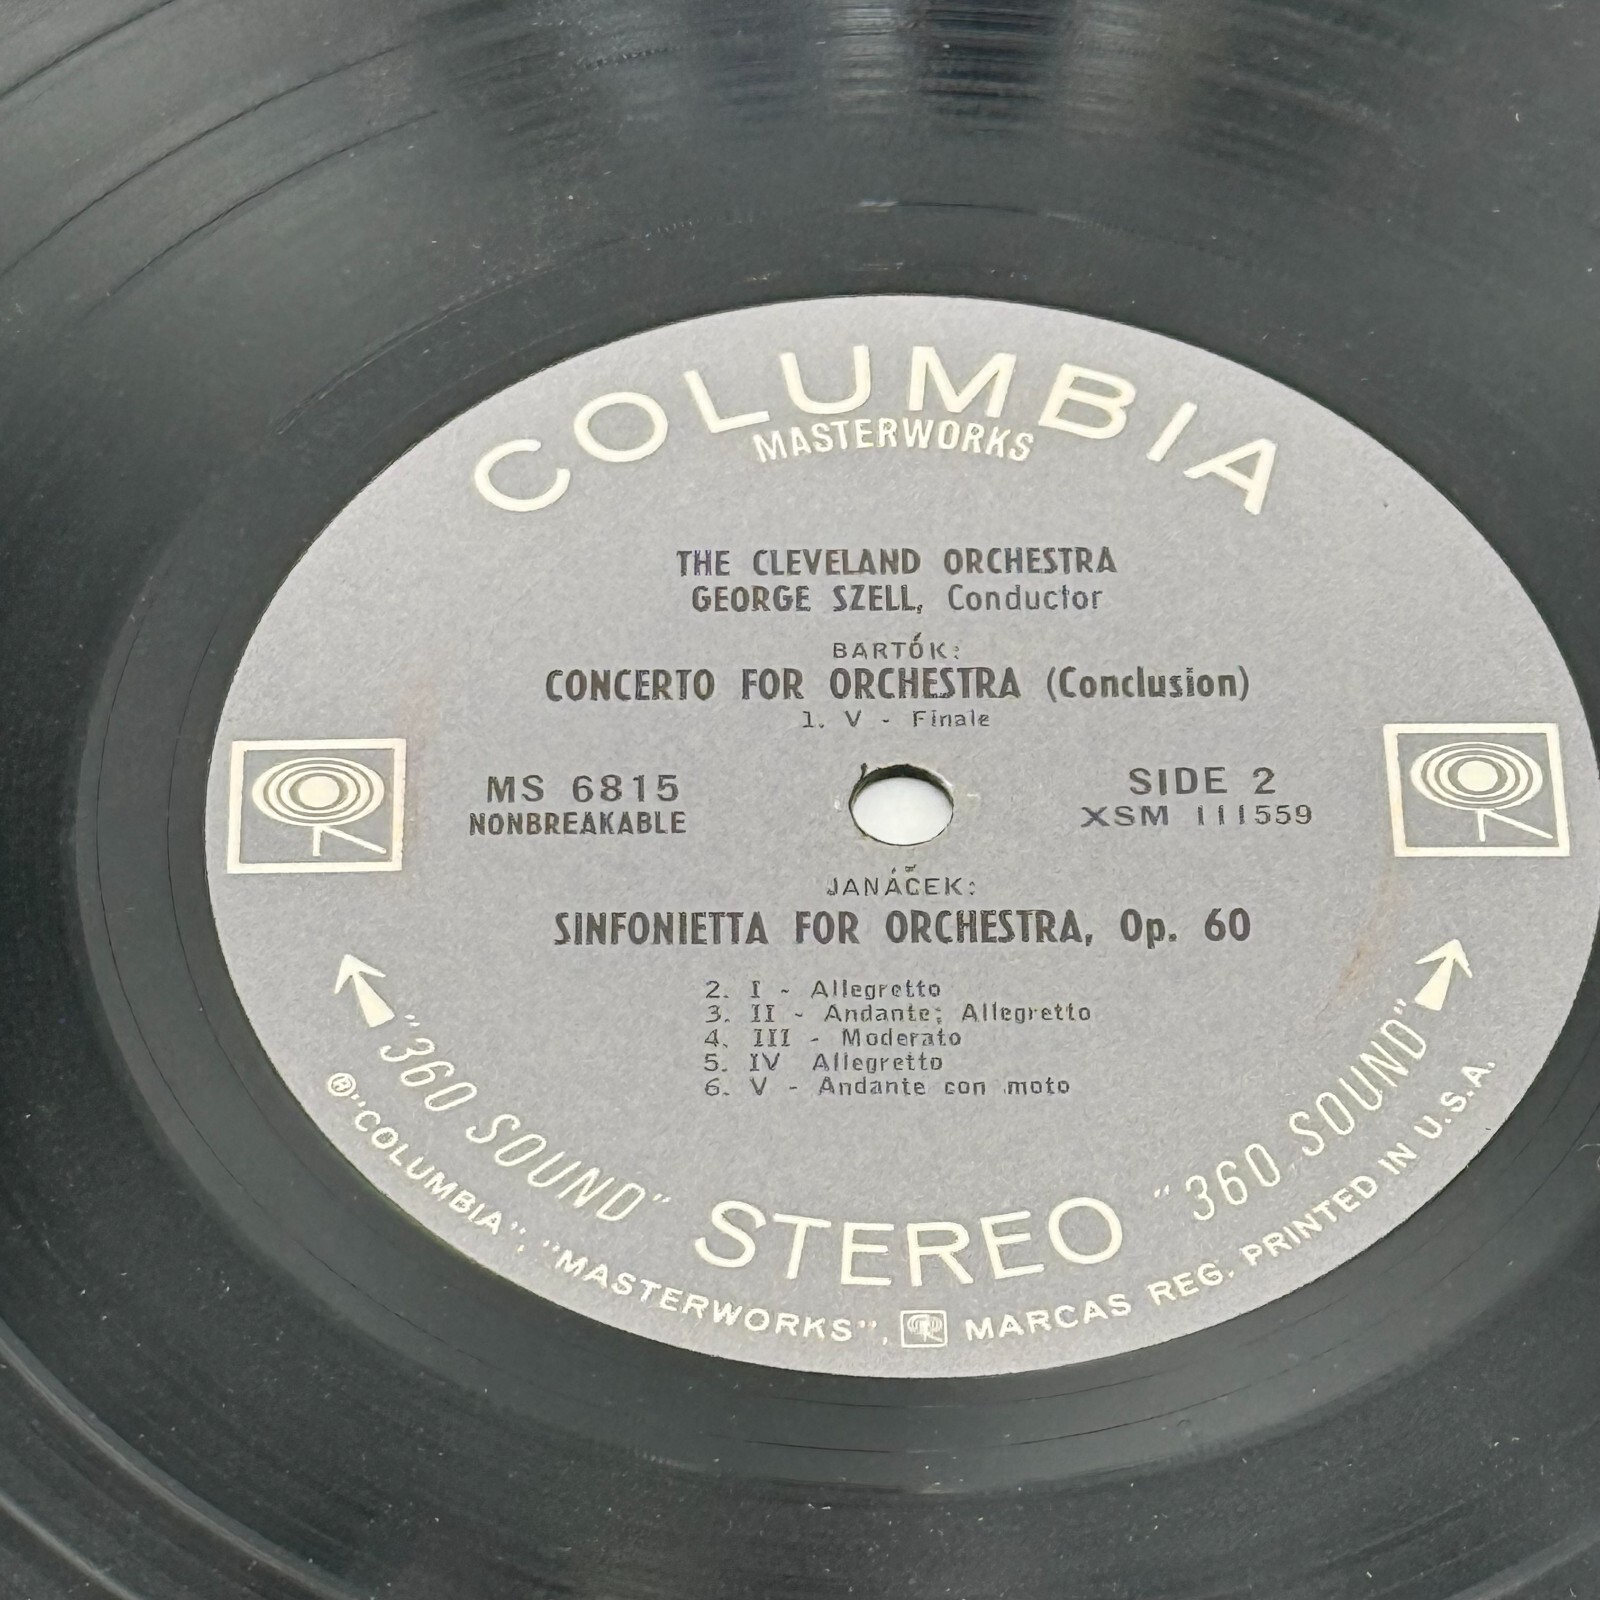 COLUMBIA
MASTERWORKS
THE CLEVELAND ORCHESTRA
GEORGE SZELL, Conductor
BARTÓK:
CONCERTO FOR ORCHESTRA (Conclusion)
1. V - Finale
MS 6815
NONBREAKABLE
SIDE 2
XSM 111559
JANÁČEK:
SINFONIETTA FOR ORCHESTRA, Op. 60
2. I - Allegretto
3. II - Andante; Allegretto
4. III - Moderato
5. IV Allegretto
6. V - Andante con moto
"360 SOUND" STEREO "360 SOUND"
® "COLUMBIA", "MASTERWORKS", MARCAS REG. PRINTED IN U.S.A.